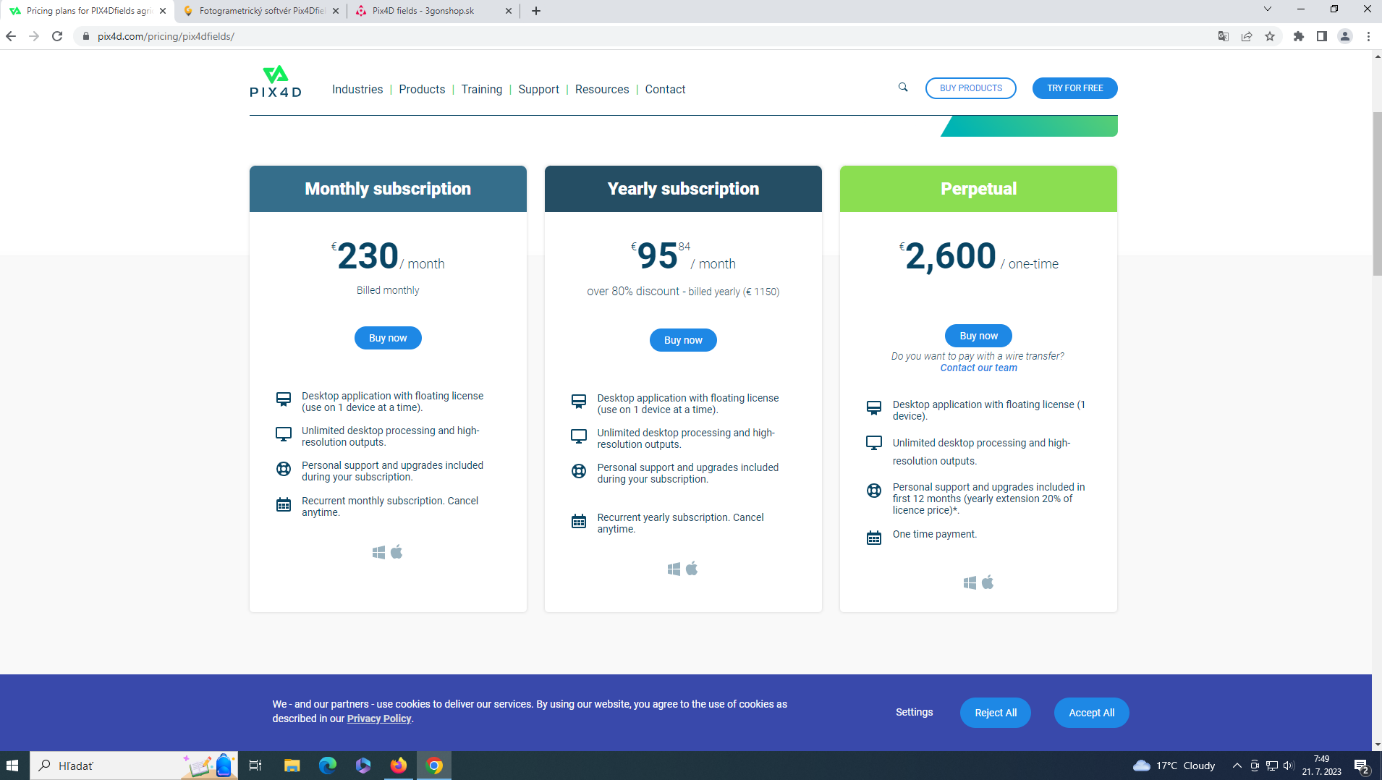 Pricing plans for PIX4Dfields agri
Fotogrametrický softvér Pix4Dfiel
Pix4D fields - 3gonshop.sk
pix4d.com/pricing/pix4dfields/
PIX4D
Industries | Products | Training | Support | Resources | Contact
BUY PRODUCTS
TRY FOR FREE
Monthly subscription
€230 / month
Billed monthly
Buy now
Desktop application with floating license
(use on 1 device at a time).
Unlimited desktop processing and high-
resolution outputs.
Personal support and upgrades included
during your subscription.
Recurrent monthly subscription. Cancel
anytime.
Yearly subscription
€95 84 / month
over 80% discount - billed yearly (€ 1150)
Buy now
Desktop application with floating license
(use on 1 device at a time).
Unlimited desktop processing and high-
resolution outputs.
Personal support and upgrades included
during your subscription.
Recurrent yearly subscription. Cancel
anytime.
Perpetual
€2,600 / one-time
Buy now
Do you want to pay with a wire transfer?
Contact our team
Desktop application with floating license (1
device).
Unlimited desktop processing and high-
resolution outputs.
Personal support and upgrades included in
first 12 months (yearly extension 20% of
licence price)*.
One time payment.
We - and our partners - use cookies to deliver our services. By using our website, you agree to the use of cookies as
described in our Privacy Policy.
Settings
Reject All
Accept All
Hľadať
17°C Cloudy
7:49
21. 7. 2023
2